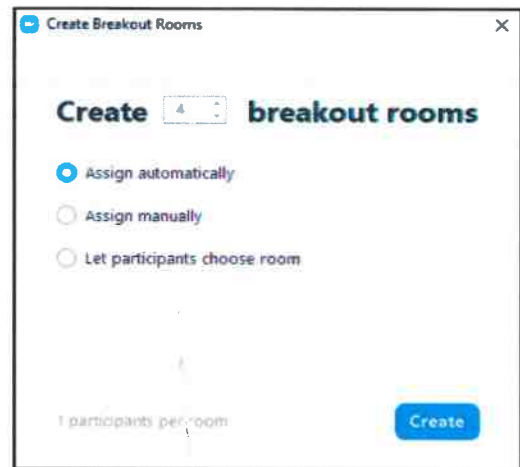 Create Breakout Rooms
Create 4 breakout rooms
Assign automatically
Assign manually
Let participants choose room
1 participants per room
Create